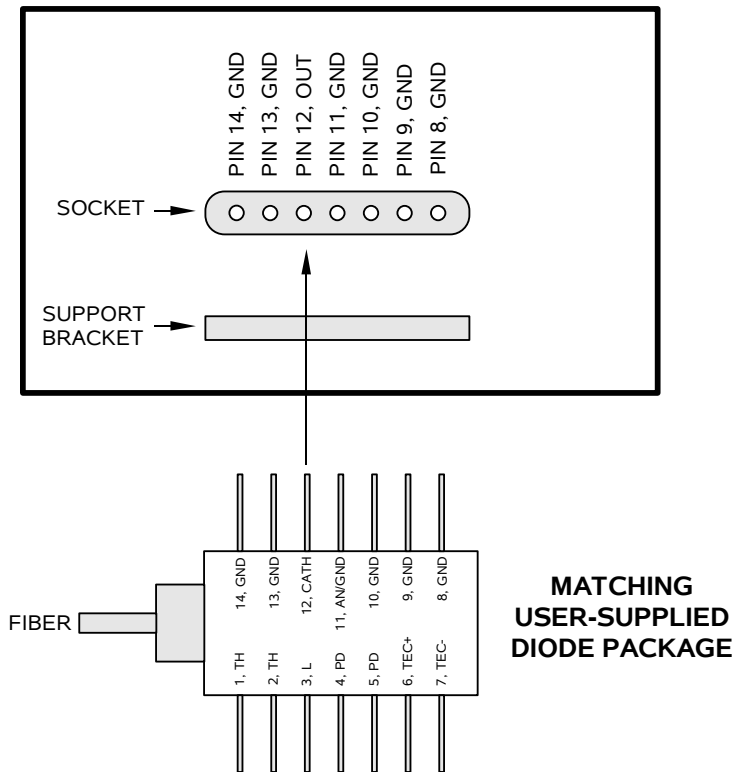 PIN 14, GND
PIN 13, GND
PIN 12, OUT
PIN 11, GND
PIN 10, GND
PIN 9, GND
PIN 8, GND
SOCKET
SUPPORT
BRACKET
14, GND
13, GND
12, CATH
11, AN/GND
10, GND
9, GND
8, GND
FIBER
1, TH
2, TH
3, L
4, PD
5, PD
6, TEC+
7, TEC-
MATCHING
USER-SUPPLIED
DIODE PACKAGE